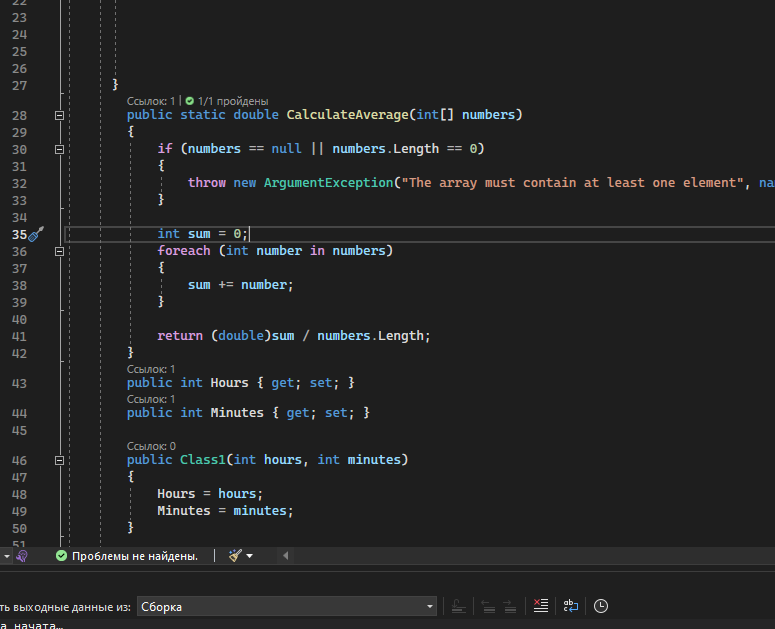 22
23
24
25
26
27 }
Ссылок: 1 | 1/1 пройдены
28 public static double CalculateAverage(int[] numbers)
29 {
30 if (numbers == null || numbers.Length == 0)
31 {
32 throw new ArgumentException("The array must contain at least one element", na
33 }
34
35 int sum = 0;
36 foreach (int number in numbers)
37 {
38 sum += number;
39 }
40
41 return (double)sum / numbers.Length;
42 }
Ссылок: 1
43 public int Hours { get; set; }
Ссылок: 1
44 public int Minutes { get; set; }
45
Ссылок: 0
46 public Class1(int hours, int minutes)
47 {
48 Hours = hours;
49 Minutes = minutes;
50 }
51
Проблемы не найдены.
ть выходные данные из: Сборка
а начата…